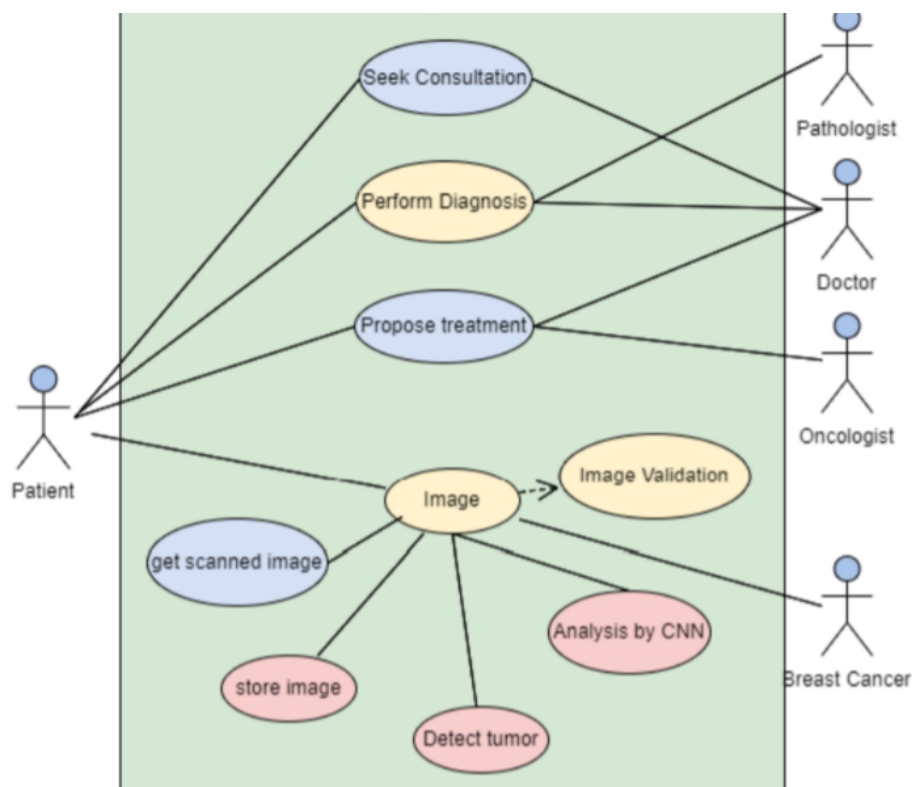 Seek Consultation
Pathologist
Perform Diagnosis
Doctor
Propose treatment
Oncologist
Patient
Image Validation
Image
get scanned image
Analysis by CNN
Breast Cancer
store image
Detect tumor